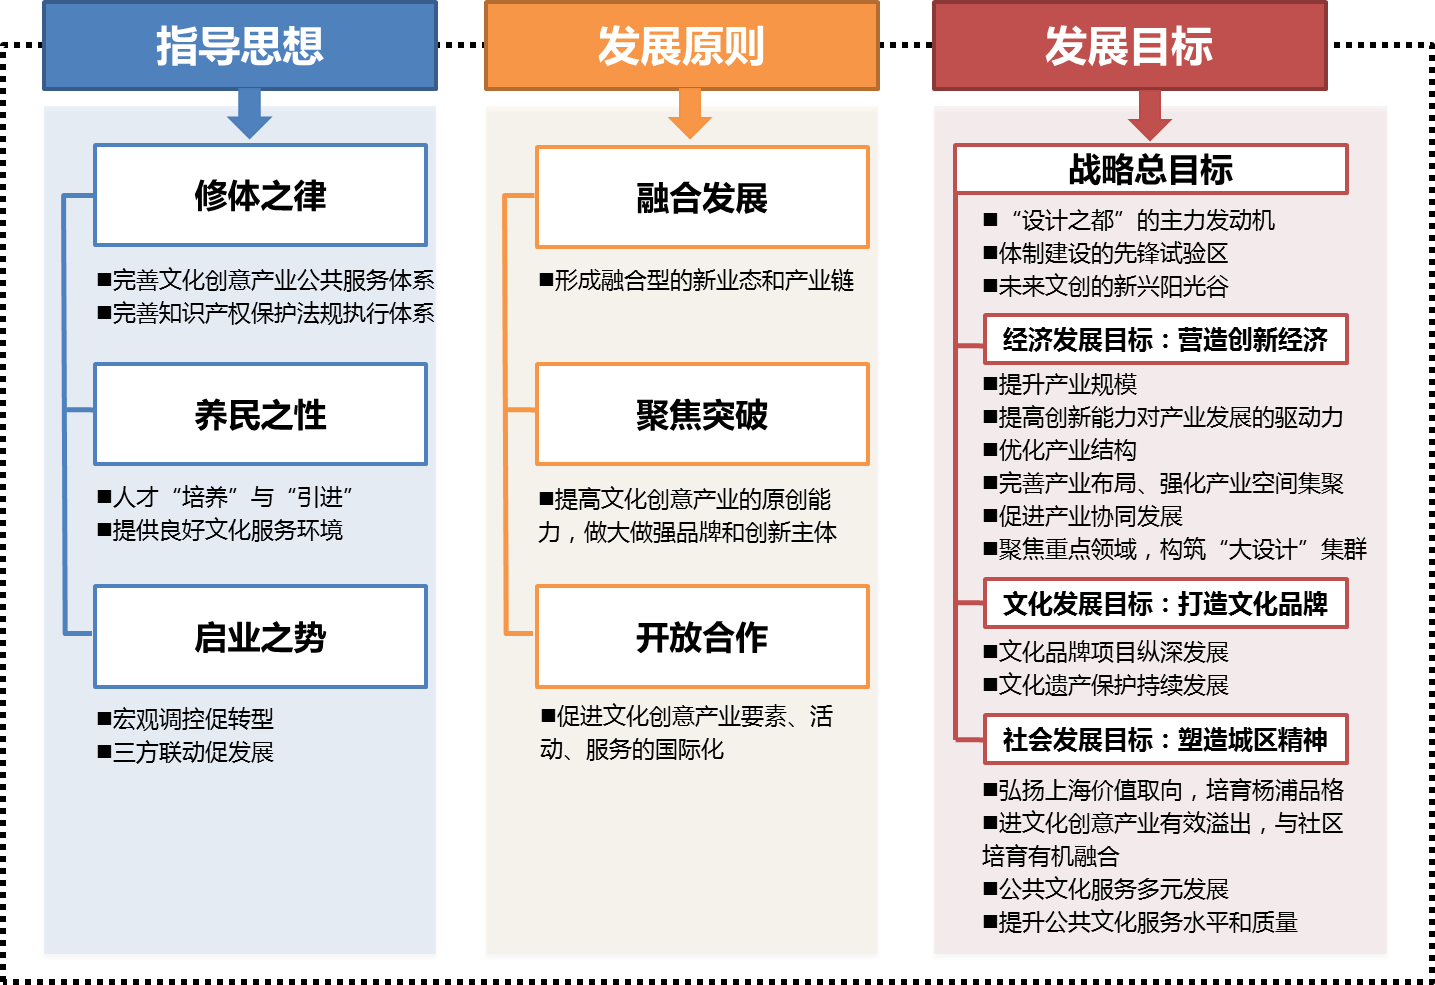 指导思想
修体之律
■完善文化创意产业公共服务体系
■完善知识产权保护法规执行体系
养民之性
■人才“培养”与“引进”
■提供良好文化服务环境
启业之势
■宏观调控促转型
■三方联动促发展
发展原则
融合发展
■形成融合型的新业态和产业链
聚焦突破
■提高文化创意产业的原创能
力，做大做强品牌和创新主体
开放合作
■促进文化创意产业要素、活
动、服务的国际化
发展目标
战略总目标
■“设计之都”的主力发动机
■体制建设的先锋试验区
■未来文创的新兴阳光谷
经济发展目标：营造创新经济
■提升产业规模
■提高创新能力对产业发展的驱动力
■优化产业结构
■完善产业布局、强化产业空间集聚
■促进产业协同发展
■聚焦重点领域，构筑“大设计”集群
文化发展目标：打造文化品牌
■文化品牌项目纵深发展
■文化遗产保护持续发展
社会发展目标：塑造城区精神
■弘扬上海价值取向，培育杨浦品格
■进文化创意产业有效溢出，与社区
培育有机融合
■公共文化服务多元发展
■提升公共文化服务水平和质量